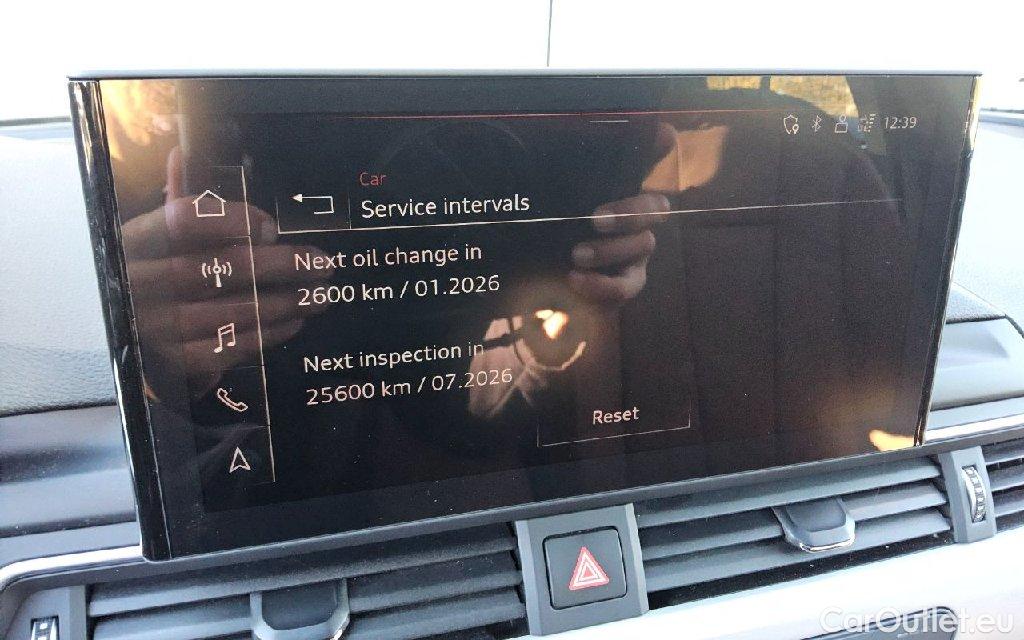 12:39
Car
Service intervals
Next oil change in
2600 km / 01.2026
Next inspection in
25600 km / 07.2026
Reset
CarOutlet.eu